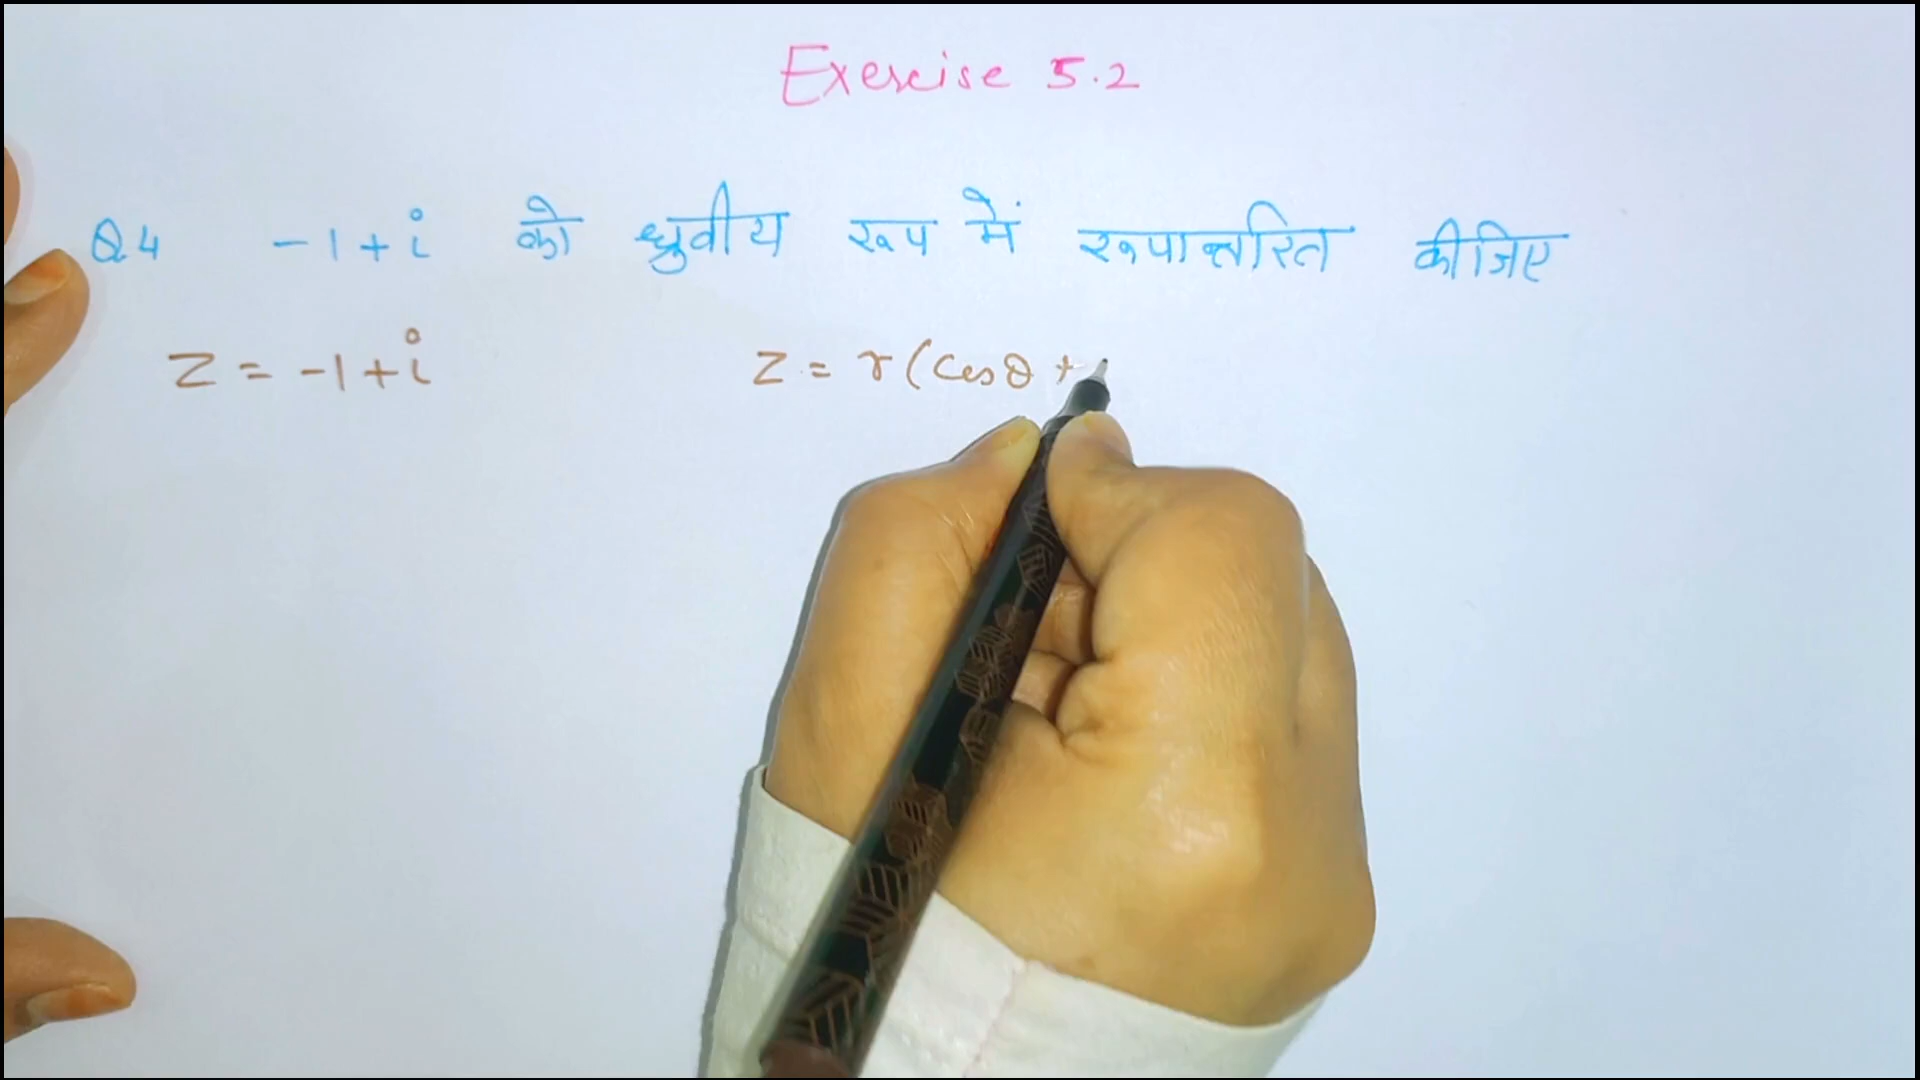 Exercise 5.2
Q4 -1+i को ध्रुवीय रूप में रूपान्तरित कीजिए
Z = -1+i Z = r(Cosθ +